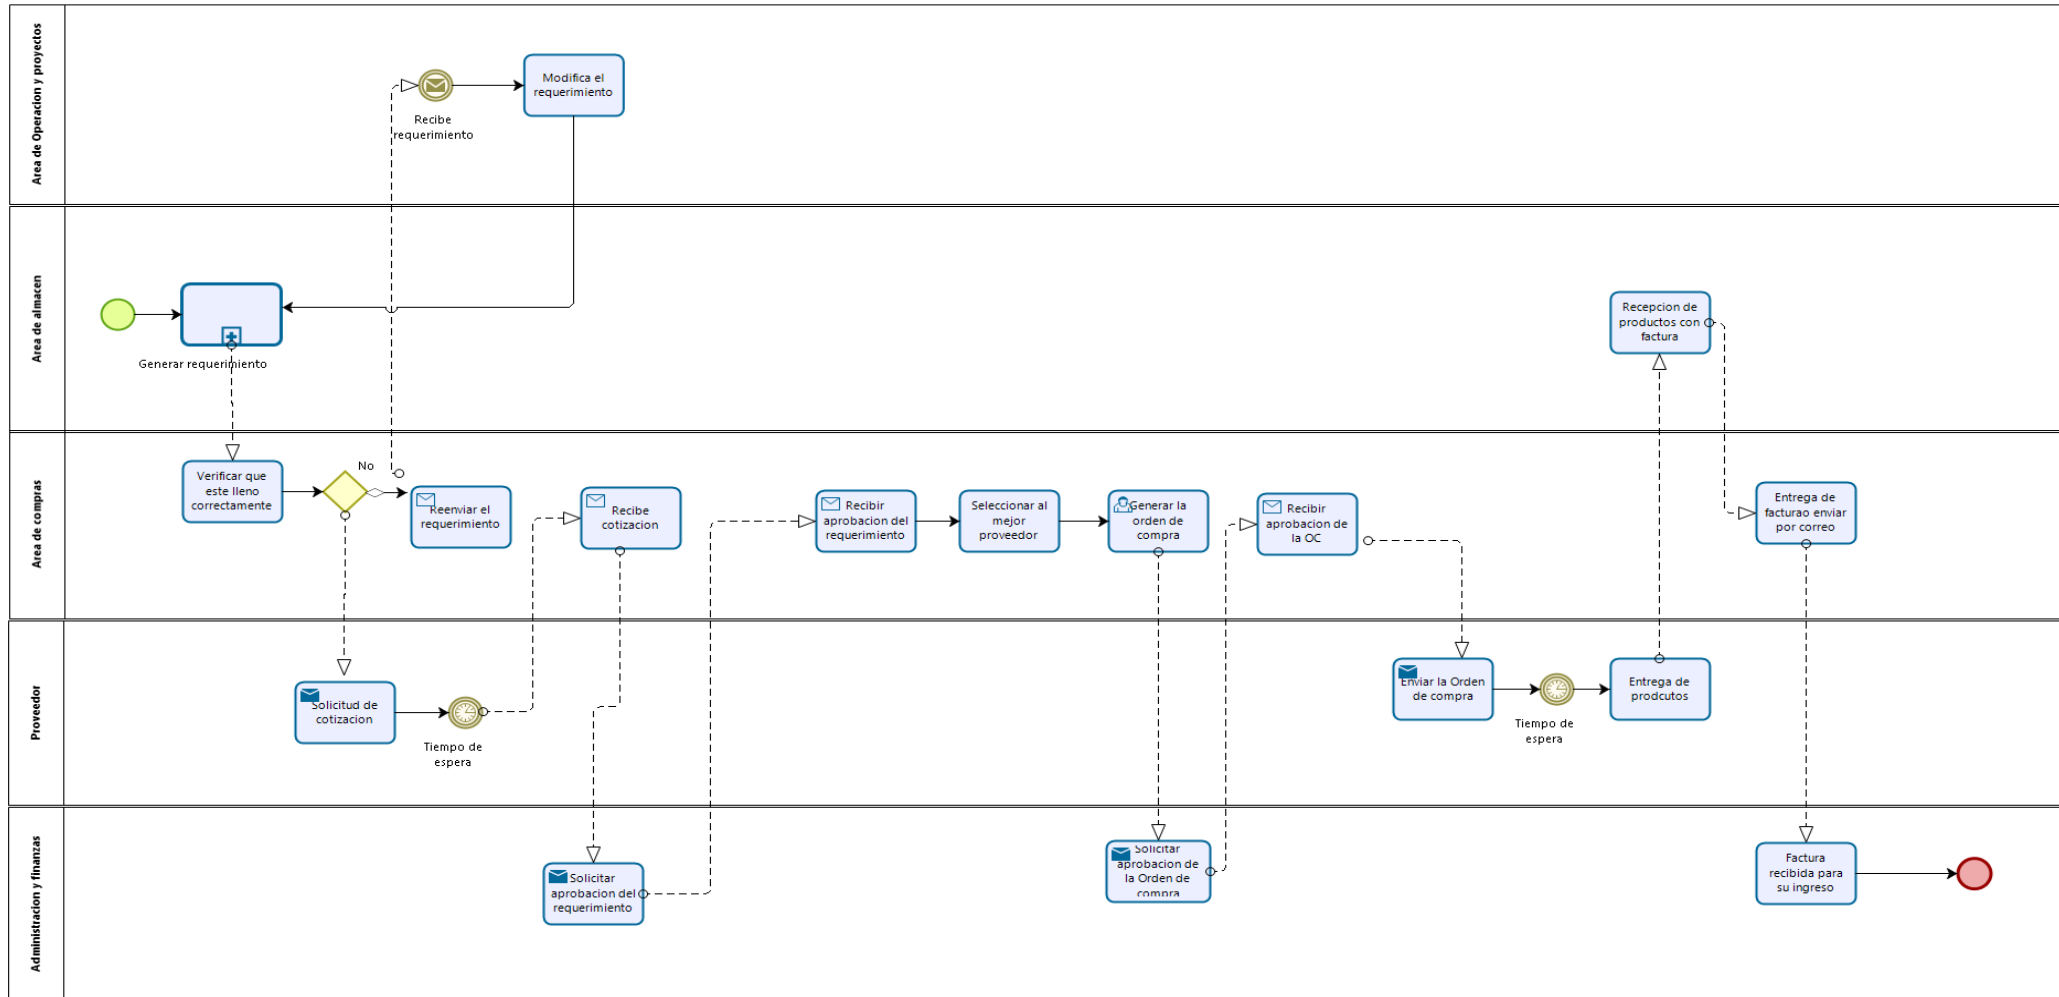 Area de Operacion y proyectos
Recibe
requerimiento
Modifica el
requerimiento
Area de almacen
Generar requerimiento
Recepcion de
productos con
factura
Area de compras
Verificar que
este lleno
correctamente
No
Reenviar el
requerimiento
Recibe
cotizacion
Recibir
aprobacion del
requerimiento
Seleccionar al
mejor
proveedor
Generar la
orden de
compra
Recibir
aprobacion de
la OC
Entrega de
facturao enviar
por correo
Proveedor
Solicitud de
cotizacion
Tiempo de
espera
Enviar la Orden
de compra
Tiempo de
espera
Entrega de
prodcutos
Administracion y finanzas
Solicitar
aprobacion del
requerimiento
Solicitar
aprobacion de
la Orden de
compra
Factura
recibida para
su ingreso